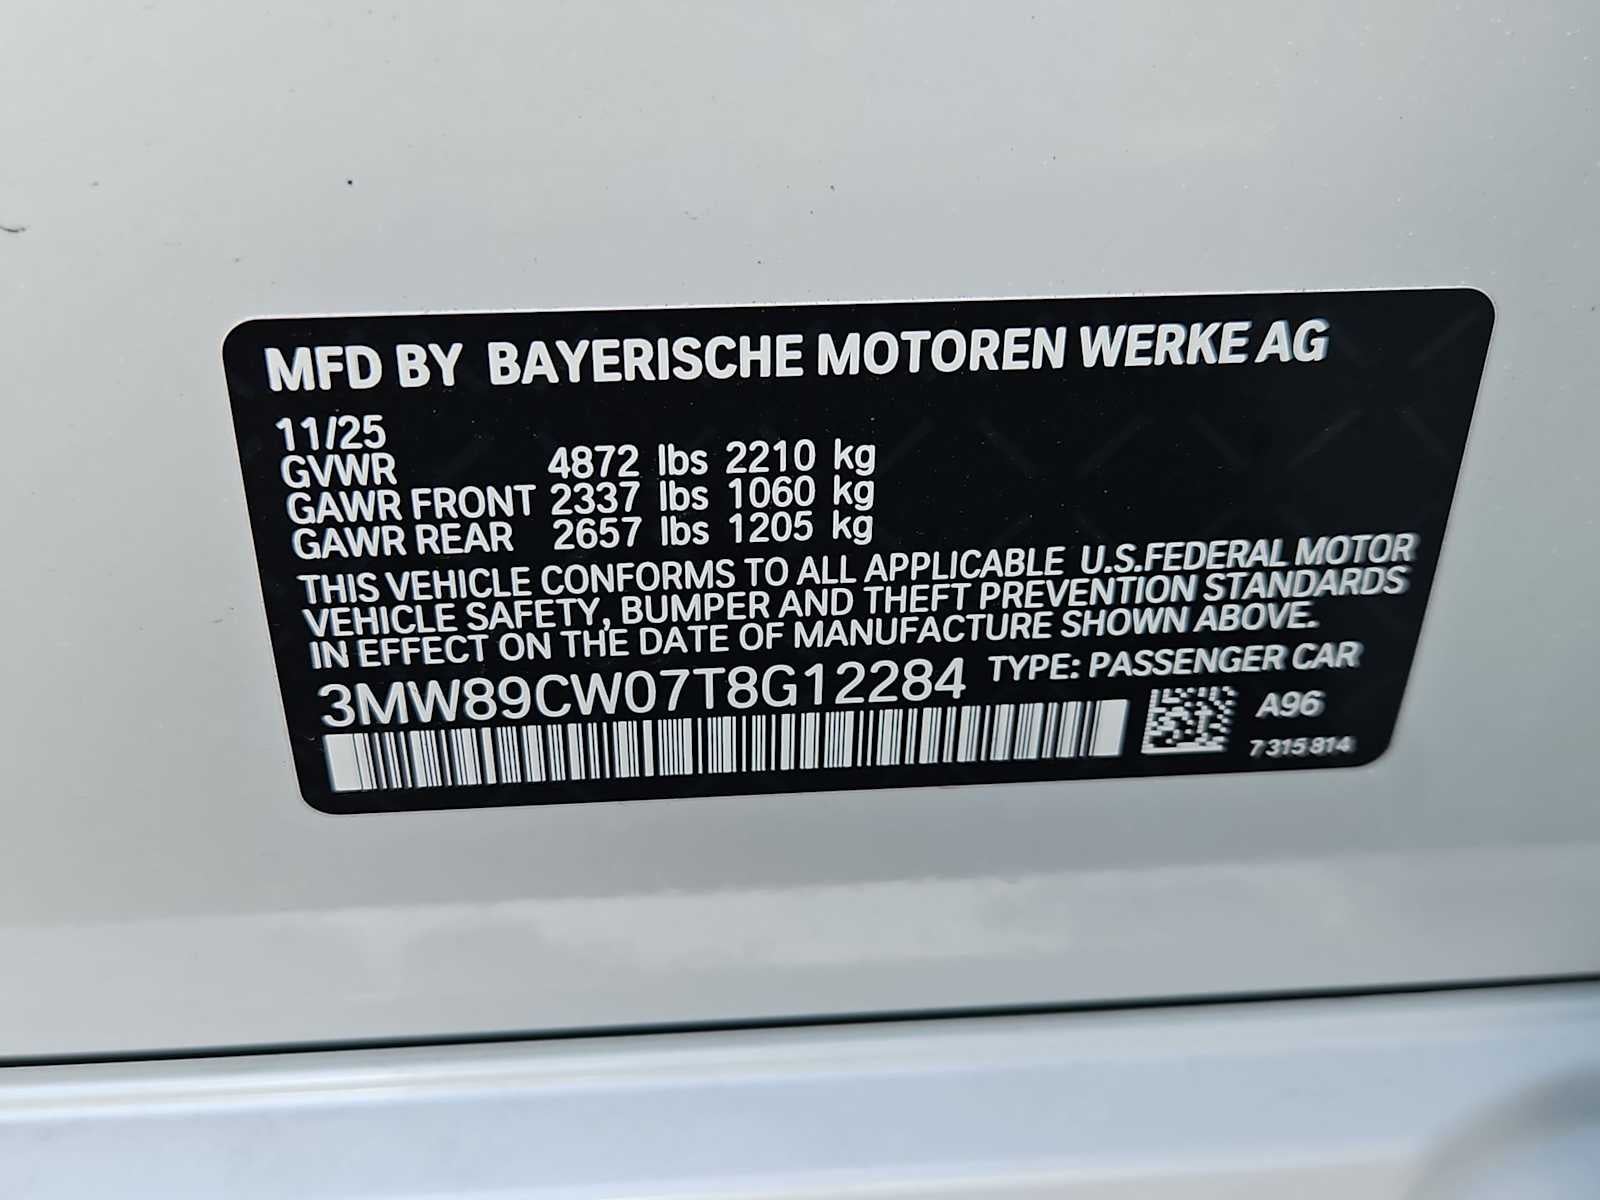 MFD BY BAYERISCHE MOTOREN WERKE AG
11/25
GVWR 4872 lbs 2210 kg
GAWR FRONT 2337 lbs 1060 kg
GAWR REAR 2657 lbs 1205 kg
THIS VEHICLE CONFORMS TO ALL APPLICABLE U.S.FEDERAL MOTOR
VEHICLE SAFETY, BUMPER AND THEFT PREVENTION STANDARDS
IN EFFECT ON THE DATE OF MANUFACTURE SHOWN ABOVE.
3MW89CW07T8G12284 TYPE: PASSENGER CAR
A96
7 315 814